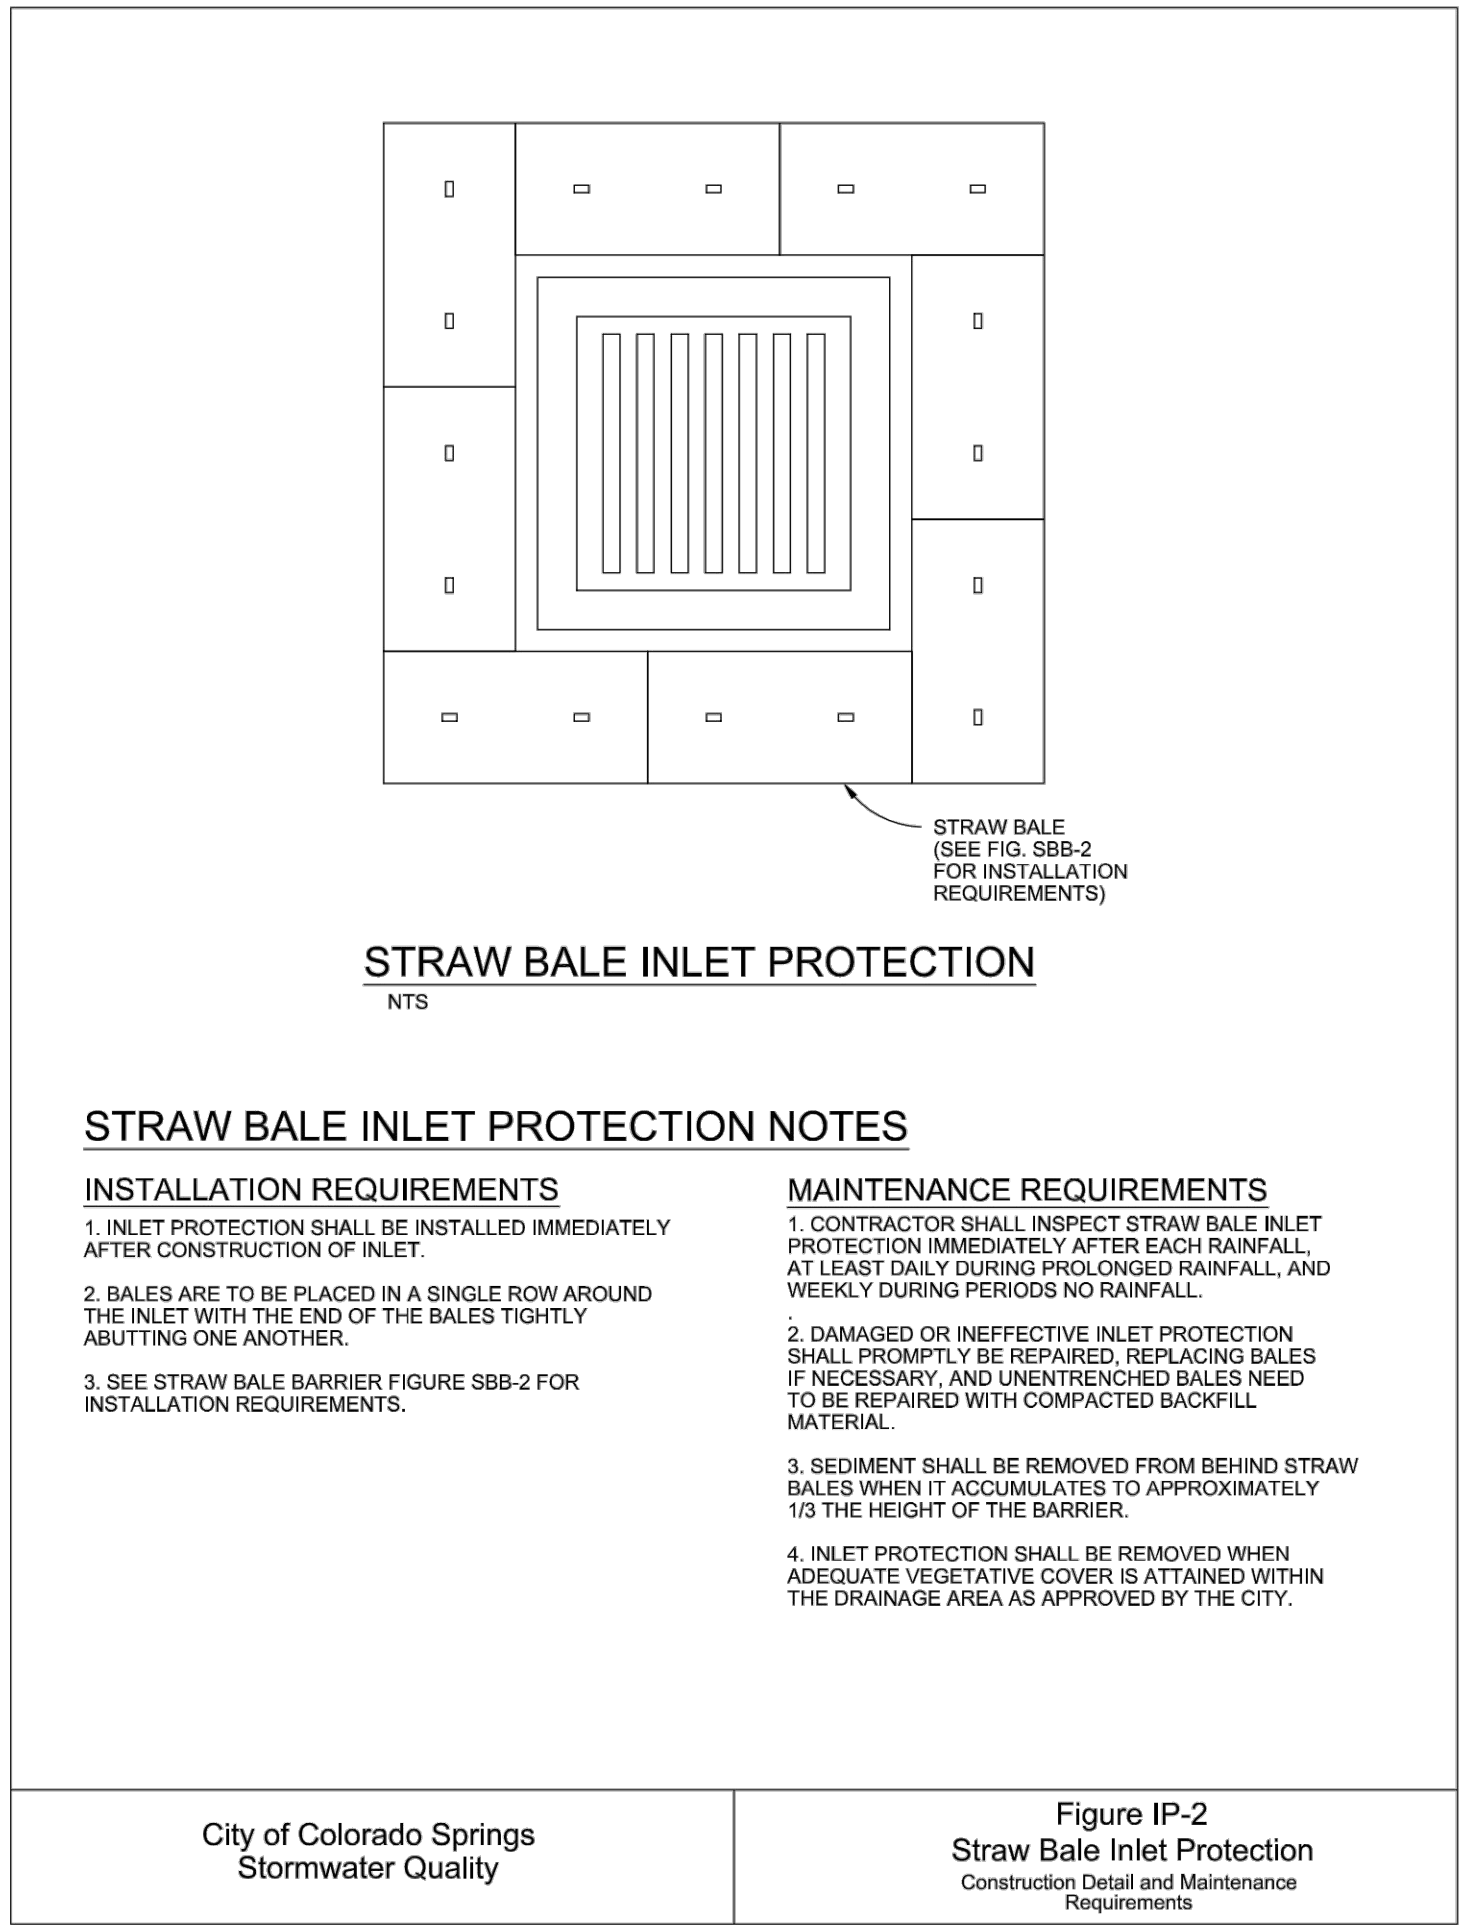 STRAW BALE
(SEE FIG. SBB-2
FOR INSTALLATION
REQUIREMENTS)
STRAW BALE INLET PROTECTION
NTS
STRAW BALE INLET PROTECTION NOTES
INSTALLATION REQUIREMENTS
1. INLET PROTECTION SHALL BE INSTALLED IMMEDIATELY
AFTER CONSTRUCTION OF INLET.
2. BALES ARE TO BE PLACED IN A SINGLE ROW AROUND
THE INLET WITH THE END OF THE BALES TIGHTLY
ABUTTING ONE ANOTHER.
3. SEE STRAW BALE BARRIER FIGURE SBB-2 FOR
INSTALLATION REQUIREMENTS.
MAINTENANCE REQUIREMENTS
1. CONTRACTOR SHALL INSPECT STRAW BALE INLET
PROTECTION IMMEDIATELY AFTER EACH RAINFALL,
AT LEAST DAILY DURING PROLONGED RAINFALL, AND
WEEKLY DURING PERIODS NO RAINFALL.
.
2. DAMAGED OR INEFFECTIVE INLET PROTECTION
SHALL PROMPTLY BE REPAIRED, REPLACING BALES
IF NECESSARY, AND UNENTRENCHED BALES NEED
TO BE REPAIRED WITH COMPACTED BACKFILL
MATERIAL.
3. SEDIMENT SHALL BE REMOVED FROM BEHIND STRAW
BALES WHEN IT ACCUMULATES TO APPROXIMATELY
1/3 THE HEIGHT OF THE BARRIER.
4. INLET PROTECTION SHALL BE REMOVED WHEN
ADEQUATE VEGETATIVE COVER IS ATTAINED WITHIN
THE DRAINAGE AREA AS APPROVED BY THE CITY.
City of Colorado Springs
Stormwater Quality
Figure IP-2
Straw Bale Inlet Protection
Construction Detail and Maintenance
Requirements